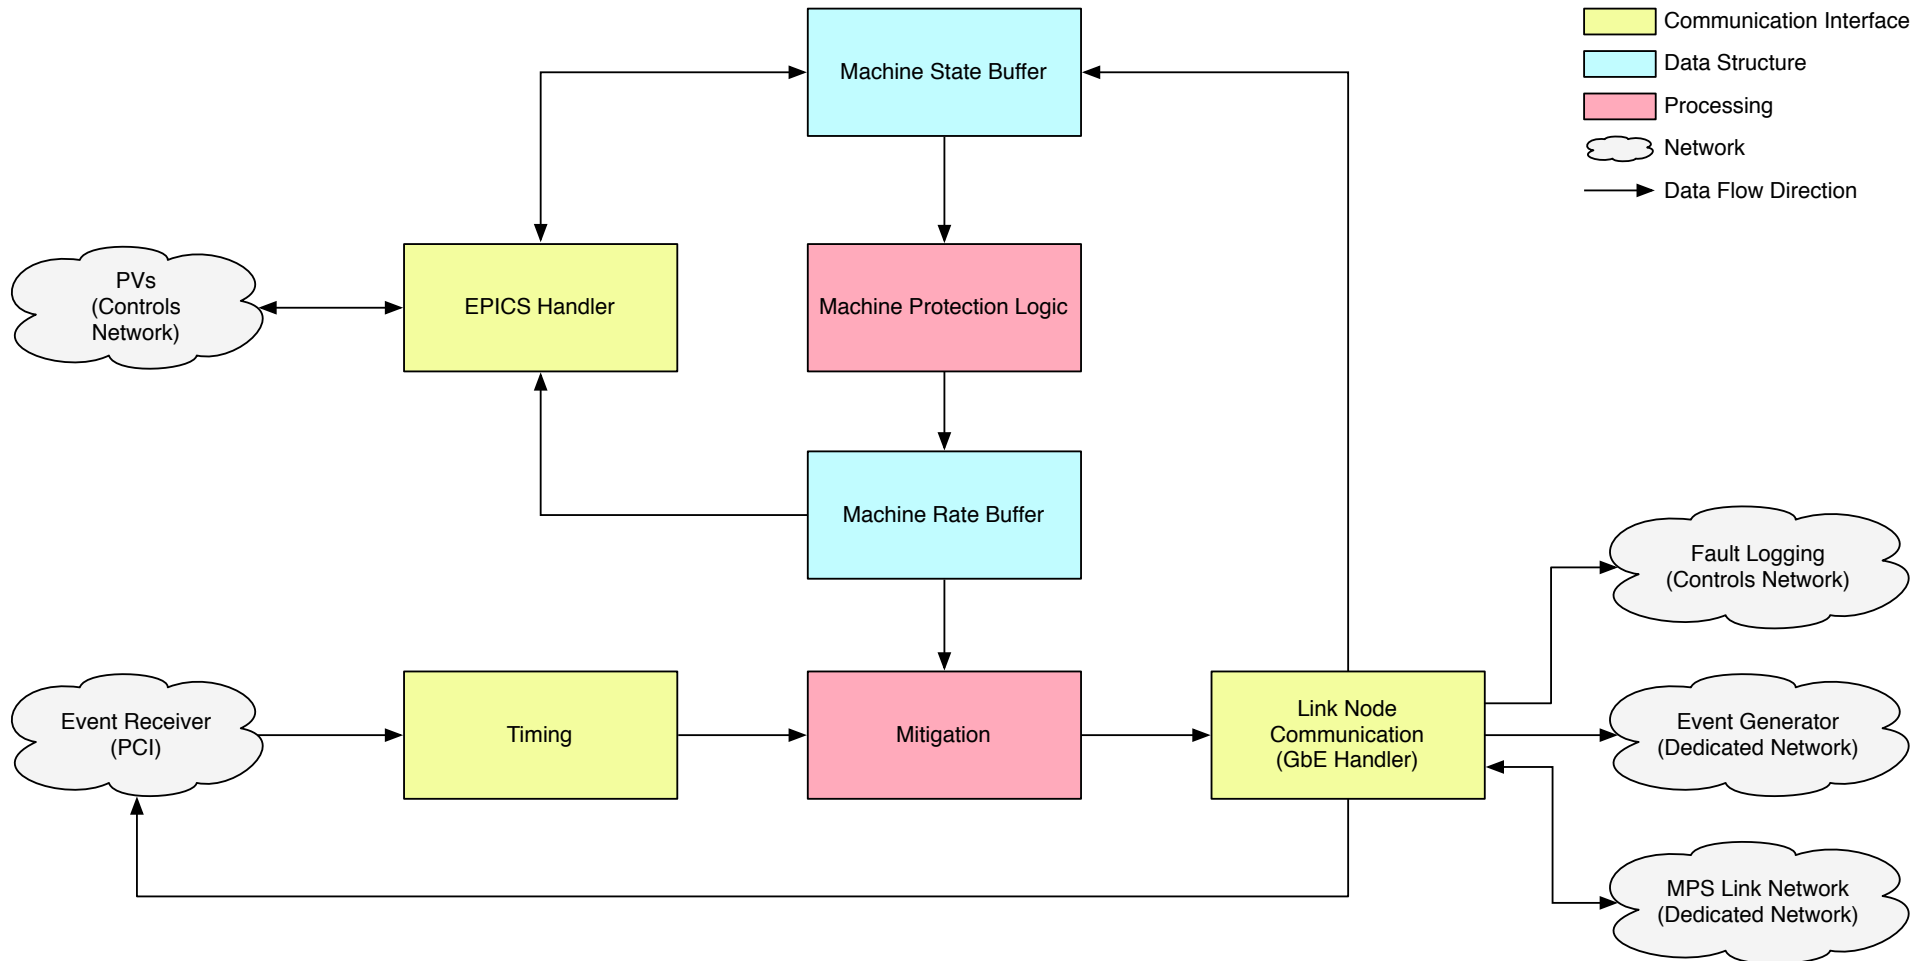 Communication Interface
Data Structure
Processing
Network
Data Flow Direction
Machine State Buffer
PVs
(Controls
Network)
EPICS Handler
Machine Protection Logic
Machine Rate Buffer
Fault Logging
(Controls Network)
Event Receiver
(PCI)
Timing
Mitigation
Link Node
Communication
(GbE Handler)
Event Generator
(Dedicated Network)
MPS Link Network
(Dedicated Network)